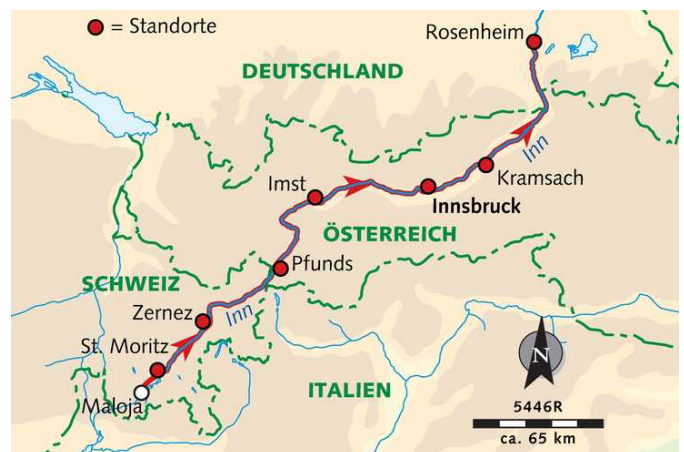 = Standorte
Rosenheim
DEUTSCHLAND
Inn
Kramsach
Imst
Innsbruck
ÖSTERREICH
Pfunds
SCHWEIZ
Zernez
Inn
St. Moritz
Maloja
ITALIEN
N
5446R
ca. 65 km